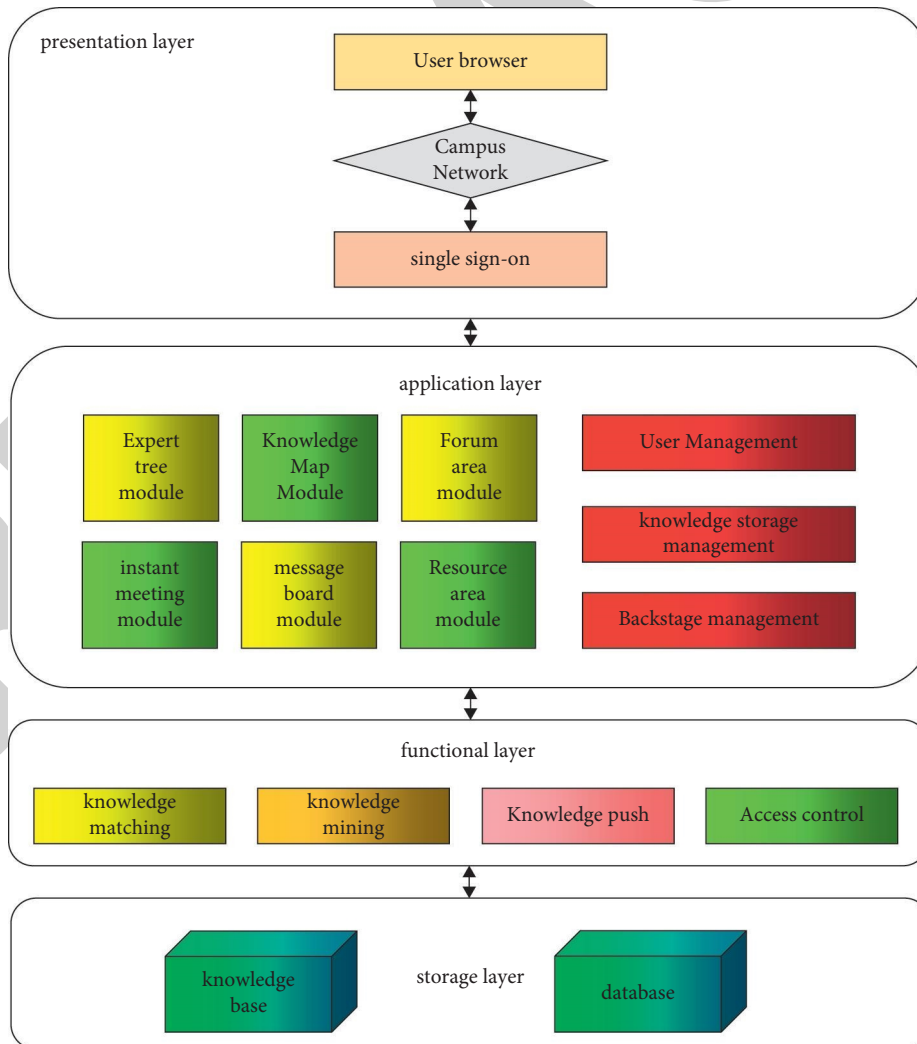 presentation layer
User browser
Campus
Network
single sign-on
application layer
Expert
tree
module
Knowledge
Map
Module
Forum
area
module
User Management
knowledge storage
management
instant
meeting
module
message
board
module
Resource
area
module
Backstage management
functional layer
knowledge
matching
knowledge
mining
Knowledge push
Access control
knowledge
base
storage layer
database